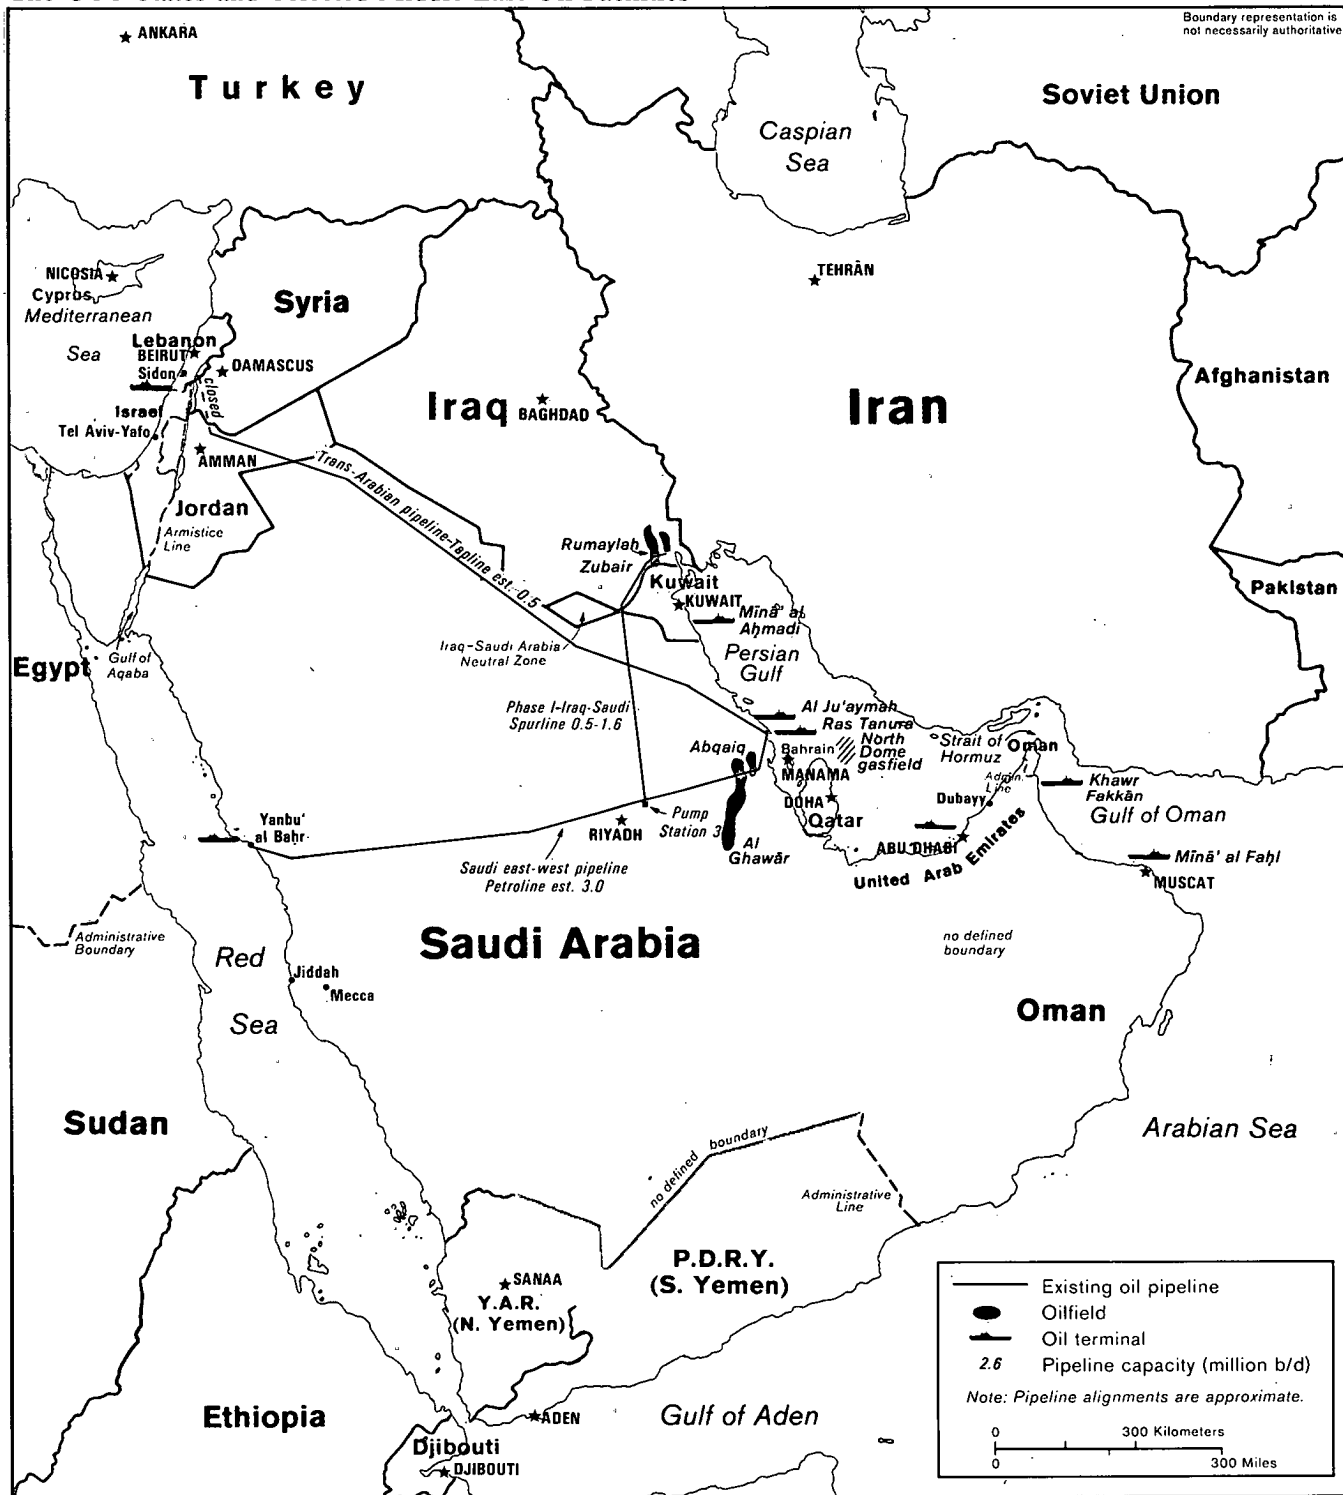 Boundary representation is
not necessarily authoritative
ANKARA
Turkey
Soviet Union
Caspian
Sea
NICOSIA
Cyprus
Mediterranean
Sea
Syria
TEHRĀN
Lebanon
BEIRUT
Sidon
DAMASCUS
closed
Israel
Tel Aviv-Yafo
Iraq
BAGHDAD
Iran
Afghanistan
AMMAN
Jordan
Armistice
Line
Trans-Arabian pipeline-Tapline est. 0.5
Rumaylah
Zubair
Kuwait
KUWAIT
Mīnā' al
Aḥmadi
Pakistan
Iraq-Saudi Arabia
Neutral Zone
Persian
Gulf
Egypt
Gulf of
Aqaba
Phase I-Iraq-Saudi
Spurline 0.5-1.6
Al Ju'aymah
Ras Tanura
North
Dome
gasfield
Abqaiq
Bahrain
MANAMA
DOHA
Qatar
Strait of
Hormuz
Oman
Admin.
Line
Dubayy
Khawr
Fakkān
Gulf of Oman
Yanbu'
al Baḥr
RIYADH
Pump
Station 3
Al
Ghawār
ABU DHABI
United Arab Emirates
Mīnā' al Faḥl
MUSCAT
Saudi east-west pipeline
Petroline est. 3.0
Administrative
Boundary
Red
Sea
Saudi Arabia
no defined
boundary
Jiddah
Mecca
Oman
Sudan
Arabian Sea
no defined boundary
Administrative
Line
SANAA
Y.A.R.
(N. Yemen)
P.D.R.Y.
(S. Yemen)
Ethiopia
ADEN
Gulf of Aden
Djibouti
DJIBOUTI
Existing oil pipeline
Oilfield
Oil terminal
2.6 Pipeline capacity (million b/d)
Note: Pipeline alignments are approximate.
0 300 Kilometers
0 300 Miles